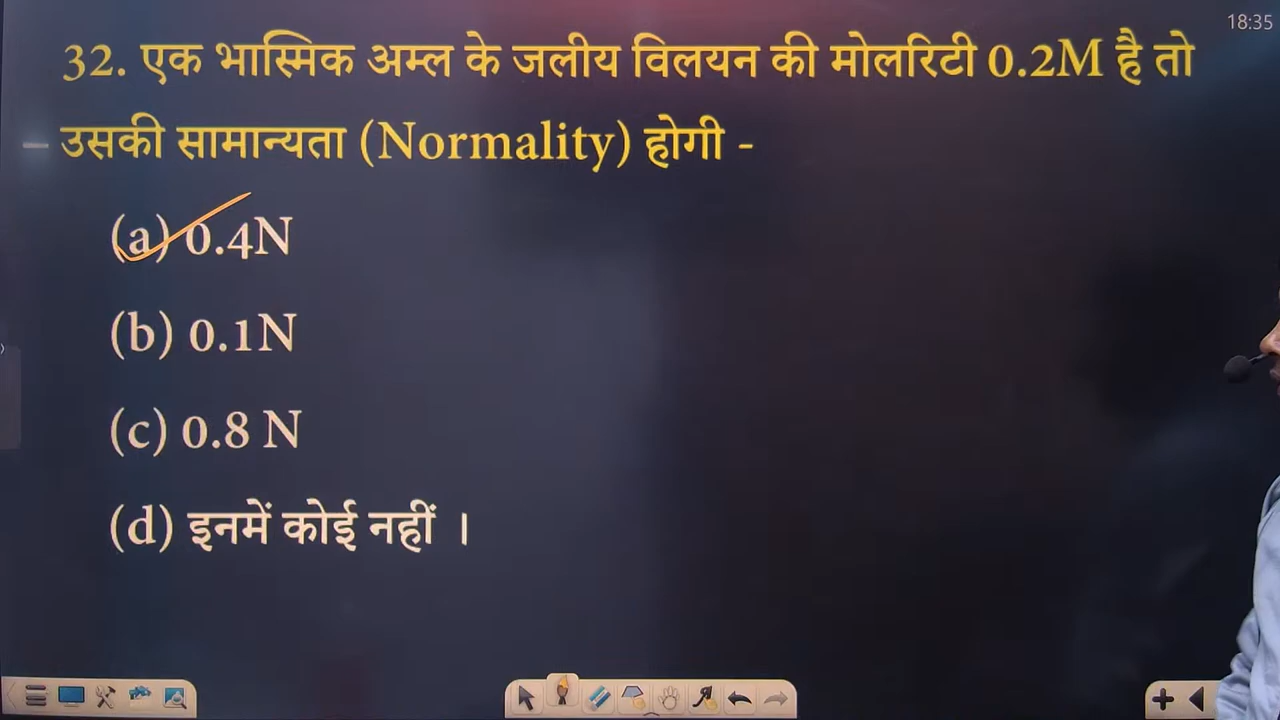 18:35
32. एक भास्मिक अम्ल के जलीय विलयन की मोलरिटी 0.2M है तो
उसकी सामान्यता (Normality) होगी -
(a) 0.4N
(b) 0.1N
(c) 0.8 N
(d) इनमें कोई नहीं ।